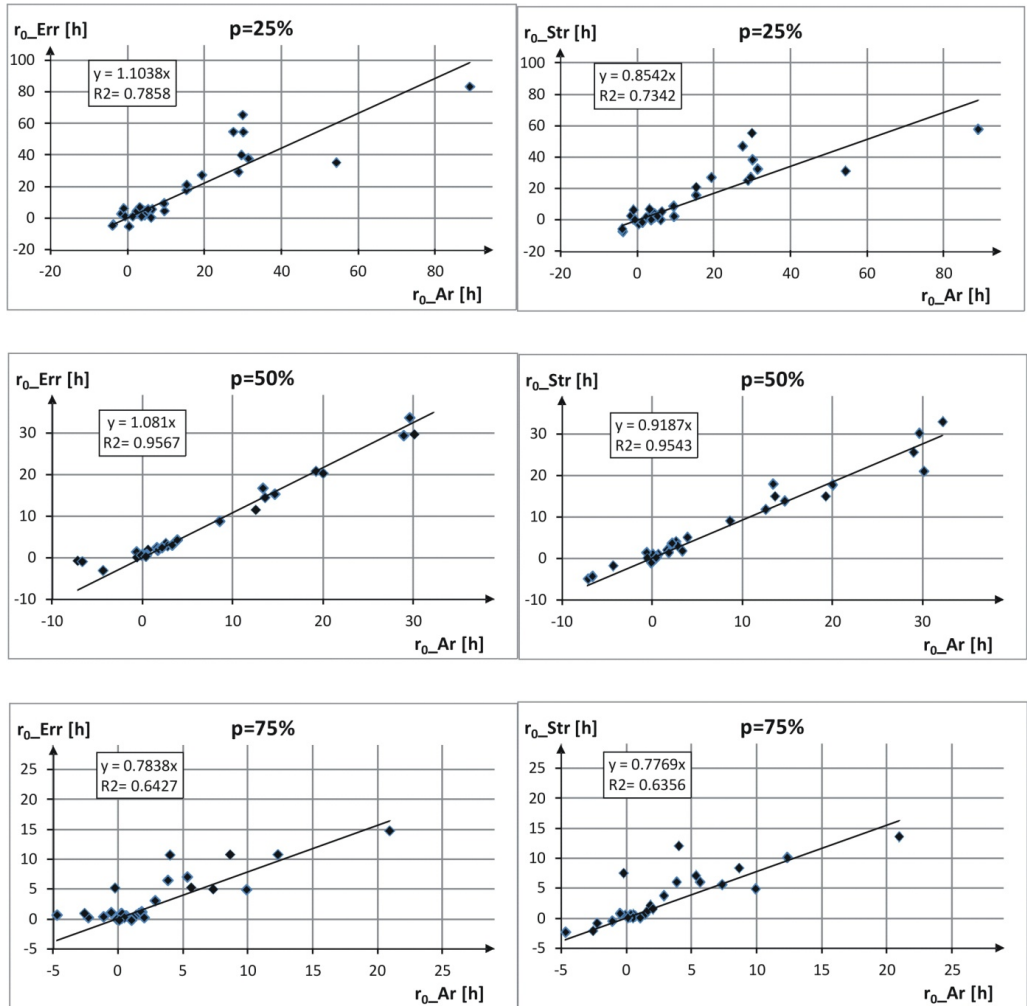 r₀_Err [h]
p=25%
100
80
60
40
20
0
-20
y = 1.1038x
R2= 0.7858
-20 0 20 40 60 80
r₀_Ar [h]
r₀_Str [h]
p=25%
100
80
60
40
20
0
-20
y = 0.8542x
R2= 0.7342
-20 0 20 40 60 80
r₀_Ar [h]
r₀_Err [h]
p=50%
30
20
10
0
-10
y = 1.081x
R2= 0.9567
-10 0 10 20 30
r₀_Ar [h]
r₀_Str [h]
p=50%
30
20
10
0
-10
y = 0.9187x
R2= 0.9543
-10 0 10 20 30
r₀_Ar [h]
r₀_Err [h]
p=75%
25
20
15
10
5
0
-5
y = 0.7838x
R2= 0.6427
-5 0 5 10 15 20 25
r₀_Ar [h]
r₀_Str [h]
p=75%
25
20
15
10
5
0
-5
y = 0.7769x
R2= 0.6356
-5 0 5 10 15 20 25
r₀_Ar [h]